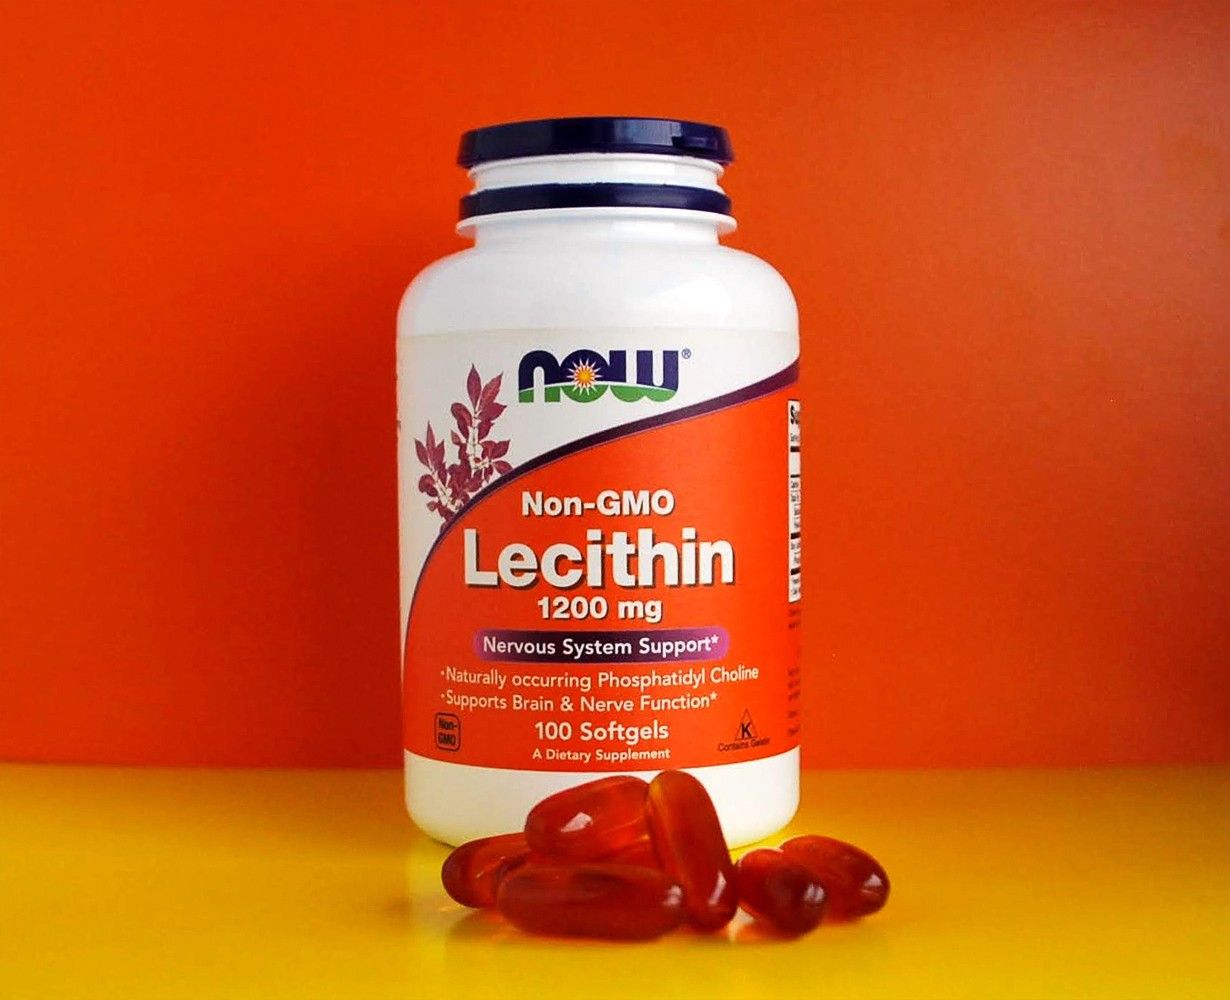 now®
Non-GMO
Lecithin
1200 mg
Nervous System Support*
•Naturally occurring Phosphatidyl Choline
•Supports Brain & Nerve Function*
100 Softgels
A Dietary Supplement
Non-
GMO
K
Contains